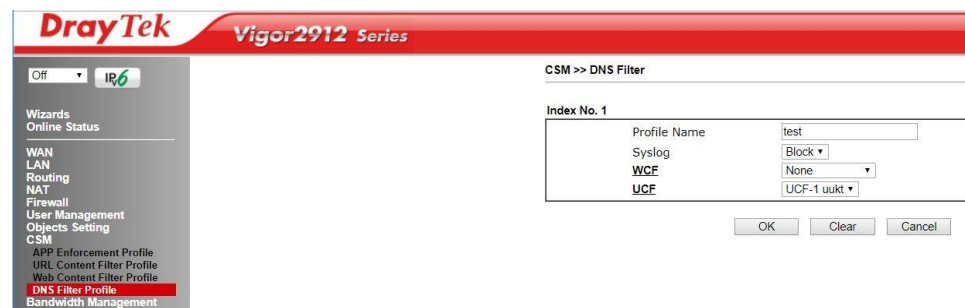 DrayTek
Vigor2912 Series
Off
IPv6
Wizards
Online Status
WAN
LAN
Routing
NAT
Firewall
User Management
Objects Setting
CSM
APP Enforcement Profile
URL Content Filter Profile
Web Content Filter Profile
DNS Filter Profile
Bandwidth Management
CSM >> DNS Filter
Index No. 1
Profile Name test
Syslog Block
WCF None
UCF UCF-1 uukt
OK Clear Cancel